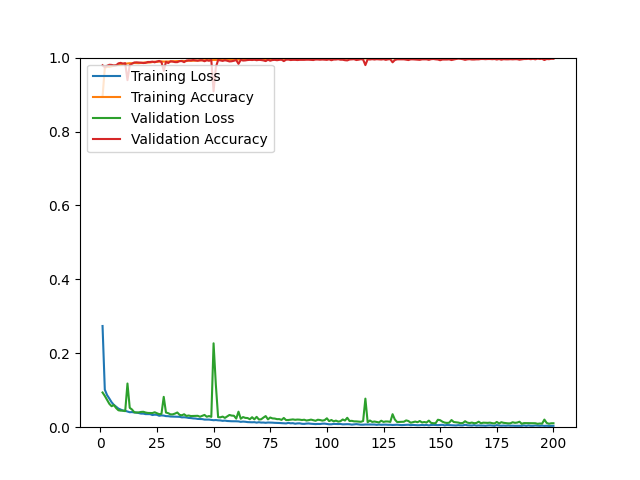 1.0
Training Loss
Training Accuracy
Validation Loss
Validation Accuracy
0.8
0.6
0.4
0.2
0.0
0 25 50 75 100 125 150 175 200